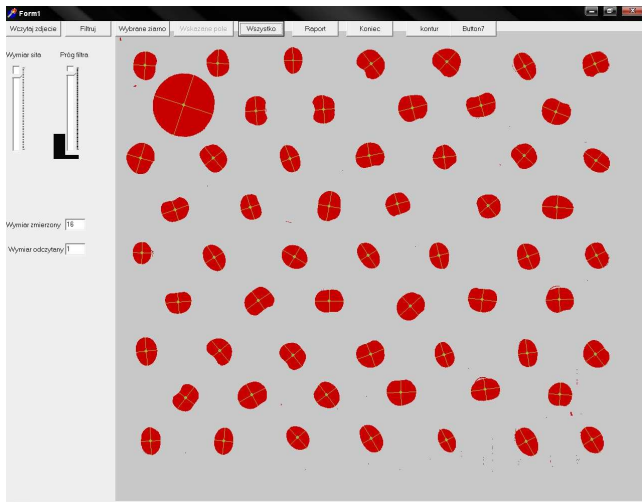 Form1
Wczytaj zdjecie Filtruj Wybrane ziarno Wskazane pole Wszystko Raport Koniec kontur Button7
Wymiar sita Próg filtra
Wymiar zmierzony 16
Wymiar odczytany 1